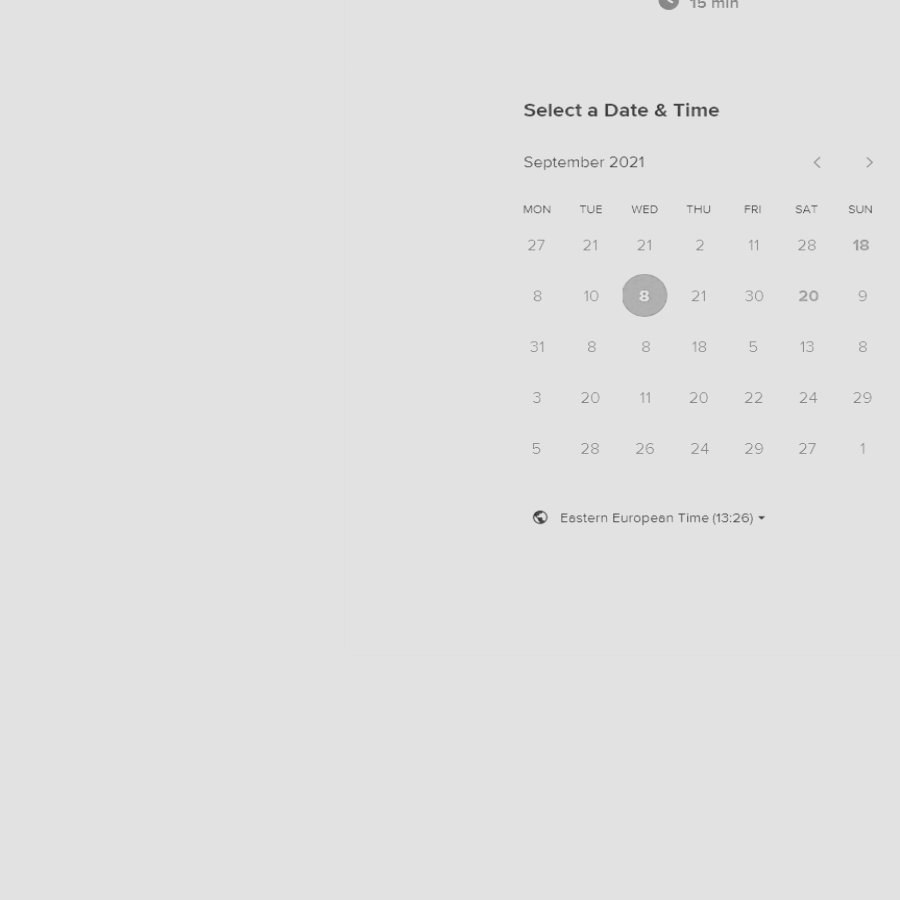 15 min
Select a Date & Time
September 2021
MON TUE WED THU FRI SAT SUN
27 21 21 2 11 28 18
8 10 8 21 30 20 9
31 8 8 18 5 13 8
3 20 11 20 22 24 29
5 28 26 24 29 27 1
Eastern European Time (13:26)